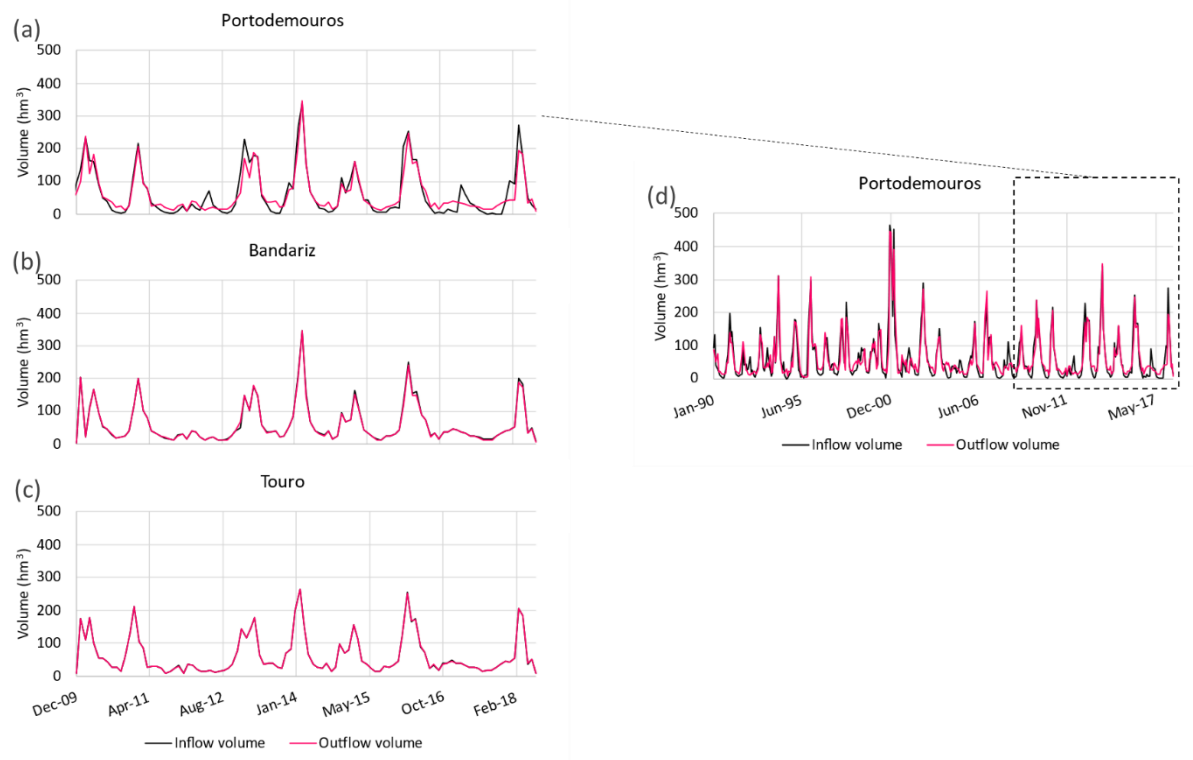 (a)
Portodemouros
500
400
300
200
100
0
Volume (hm³)
(b)
Bandariz
500
400
300
200
100
0
Volume (hm³)
(c)
Touro
500
400
300
200
100
0
Volume (hm³)
Dec-09 Apr-11 Aug-12 Jan-14 May-15 Oct-16 Feb-18
Inflow volume Outflow volume
(d)
Portodemouros
500
400
300
200
100
0
Volume (hm³)
Jan-90 Jun-95 Dec-00 Jun-06 Nov-11 May-17
Inflow volume Outflow volume